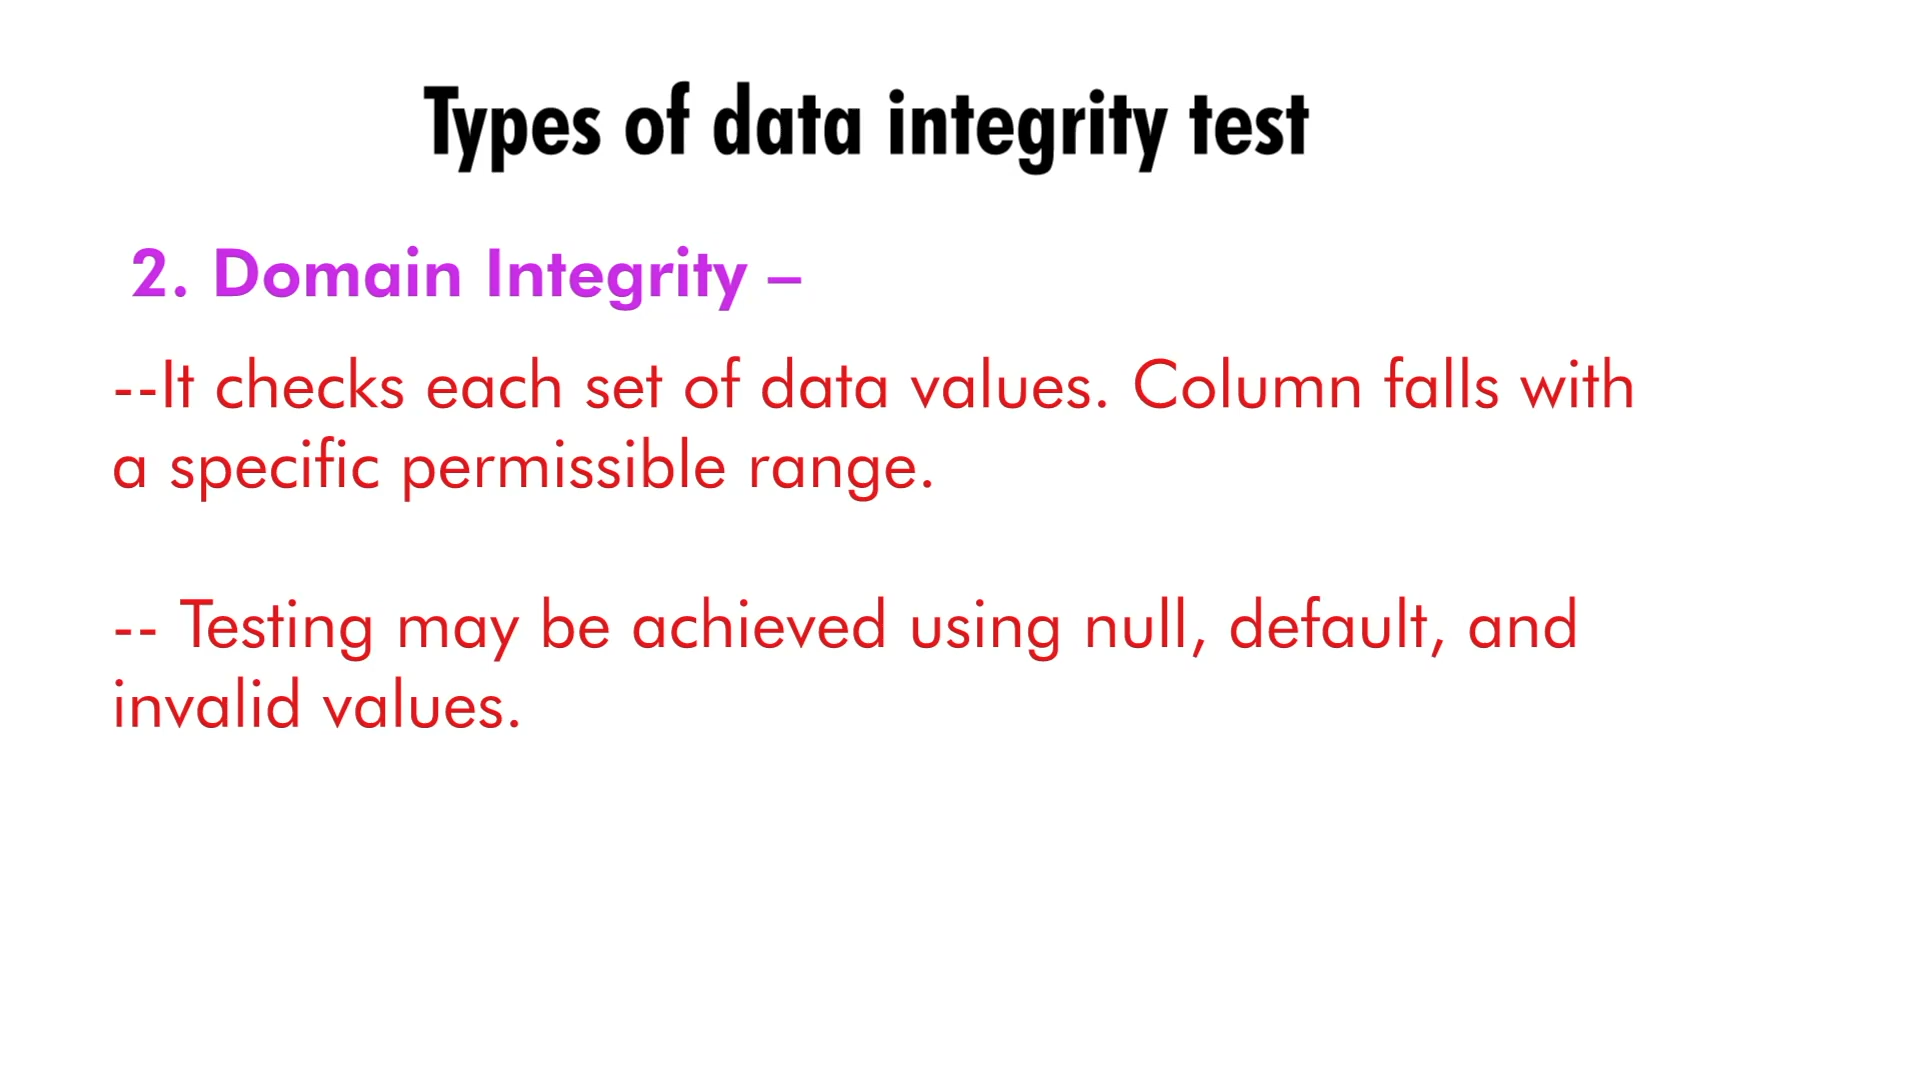 Types of data integrity test
2. Domain Integrity –
--It checks each set of data values. Column falls with
a specific permissible range.
-- Testing may be achieved using null, default, and
invalid values.